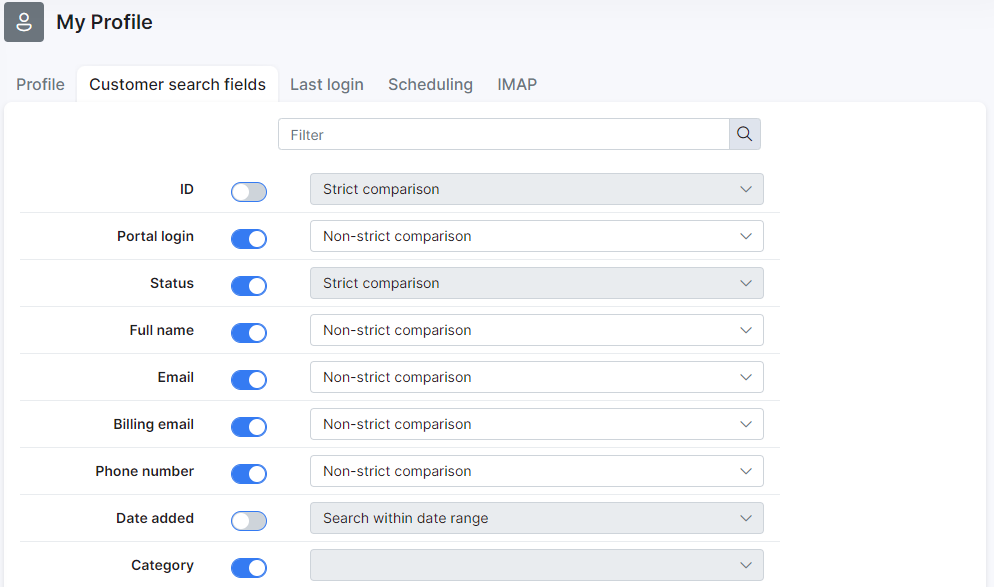 My Profile
Profile Customer search fields Last login Scheduling IMAP
Filter
ID Strict comparison
Portal login Non-strict comparison
Status Strict comparison
Full name Non-strict comparison
Email Non-strict comparison
Billing email Non-strict comparison
Phone number Non-strict comparison
Date added Search within date range
Category